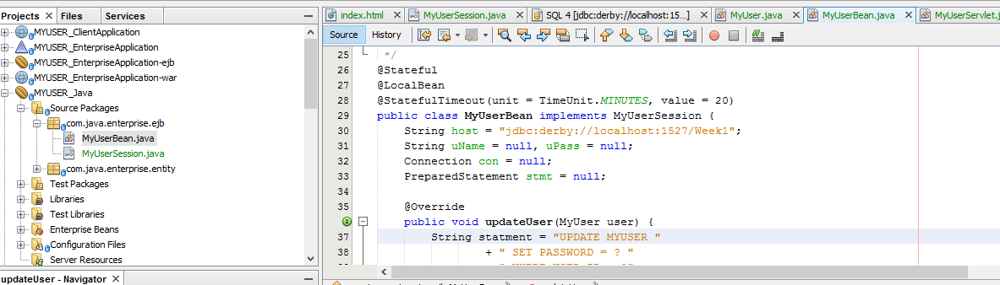 Projects × Files Services
MYUSER_ClientApplication
MYUSER_EnterpriseApplication
MYUSER_EnterpriseApplication-ejb
MYUSER_EnterpriseApplication-war
MYUSER_Java
Source Packages
com.java.enterprise.ejb
MyUserBean.java
MyUserSession.java
com.java.enterprise.entity
Test Packages
Libraries
Test Libraries
Enterprise Beans
Configuration Files
Server Resources
updateUser - Navigator ×
index.html × MyUserSession.java × SQL 4 [jdbc:derby://localhost:15...] × MyUser.java × MyUserBean.java × MyUserServlet.j
Source History
25 */
26 @Stateful
27 @LocalBean
28 @StatefulTimeout(unit = TimeUnit.MINUTES, value = 20)
29 public class MyUserBean implements MyUserSession {
30 String host = "jdbc:derby://localhost:1527/Week1";
31 String uName = null, uPass = null;
32 Connection con = null;
33 PreparedStatement stmt = null;
34
35 @Override
public void updateUser(MyUser user) {
37 String statment = "UPDATE MYUSER "
38 + " SET PASSWORD = ? "